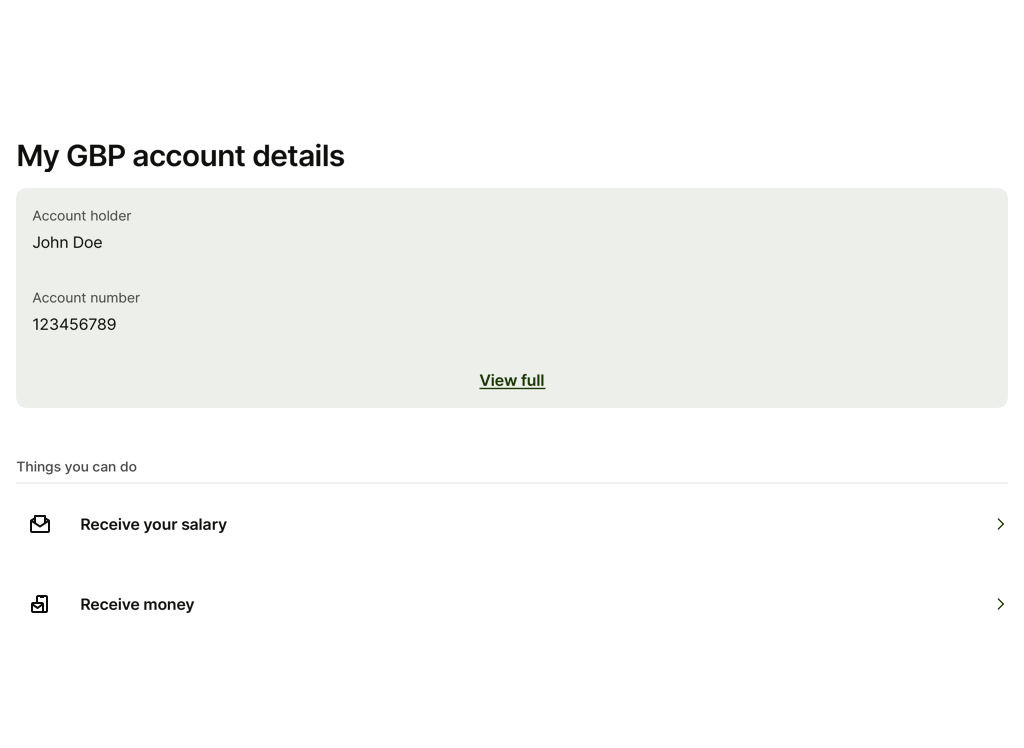 My GBP account details
Account holder
John Doe
Account number
123456789
View full
Things you can do
Receive your salary
Receive money